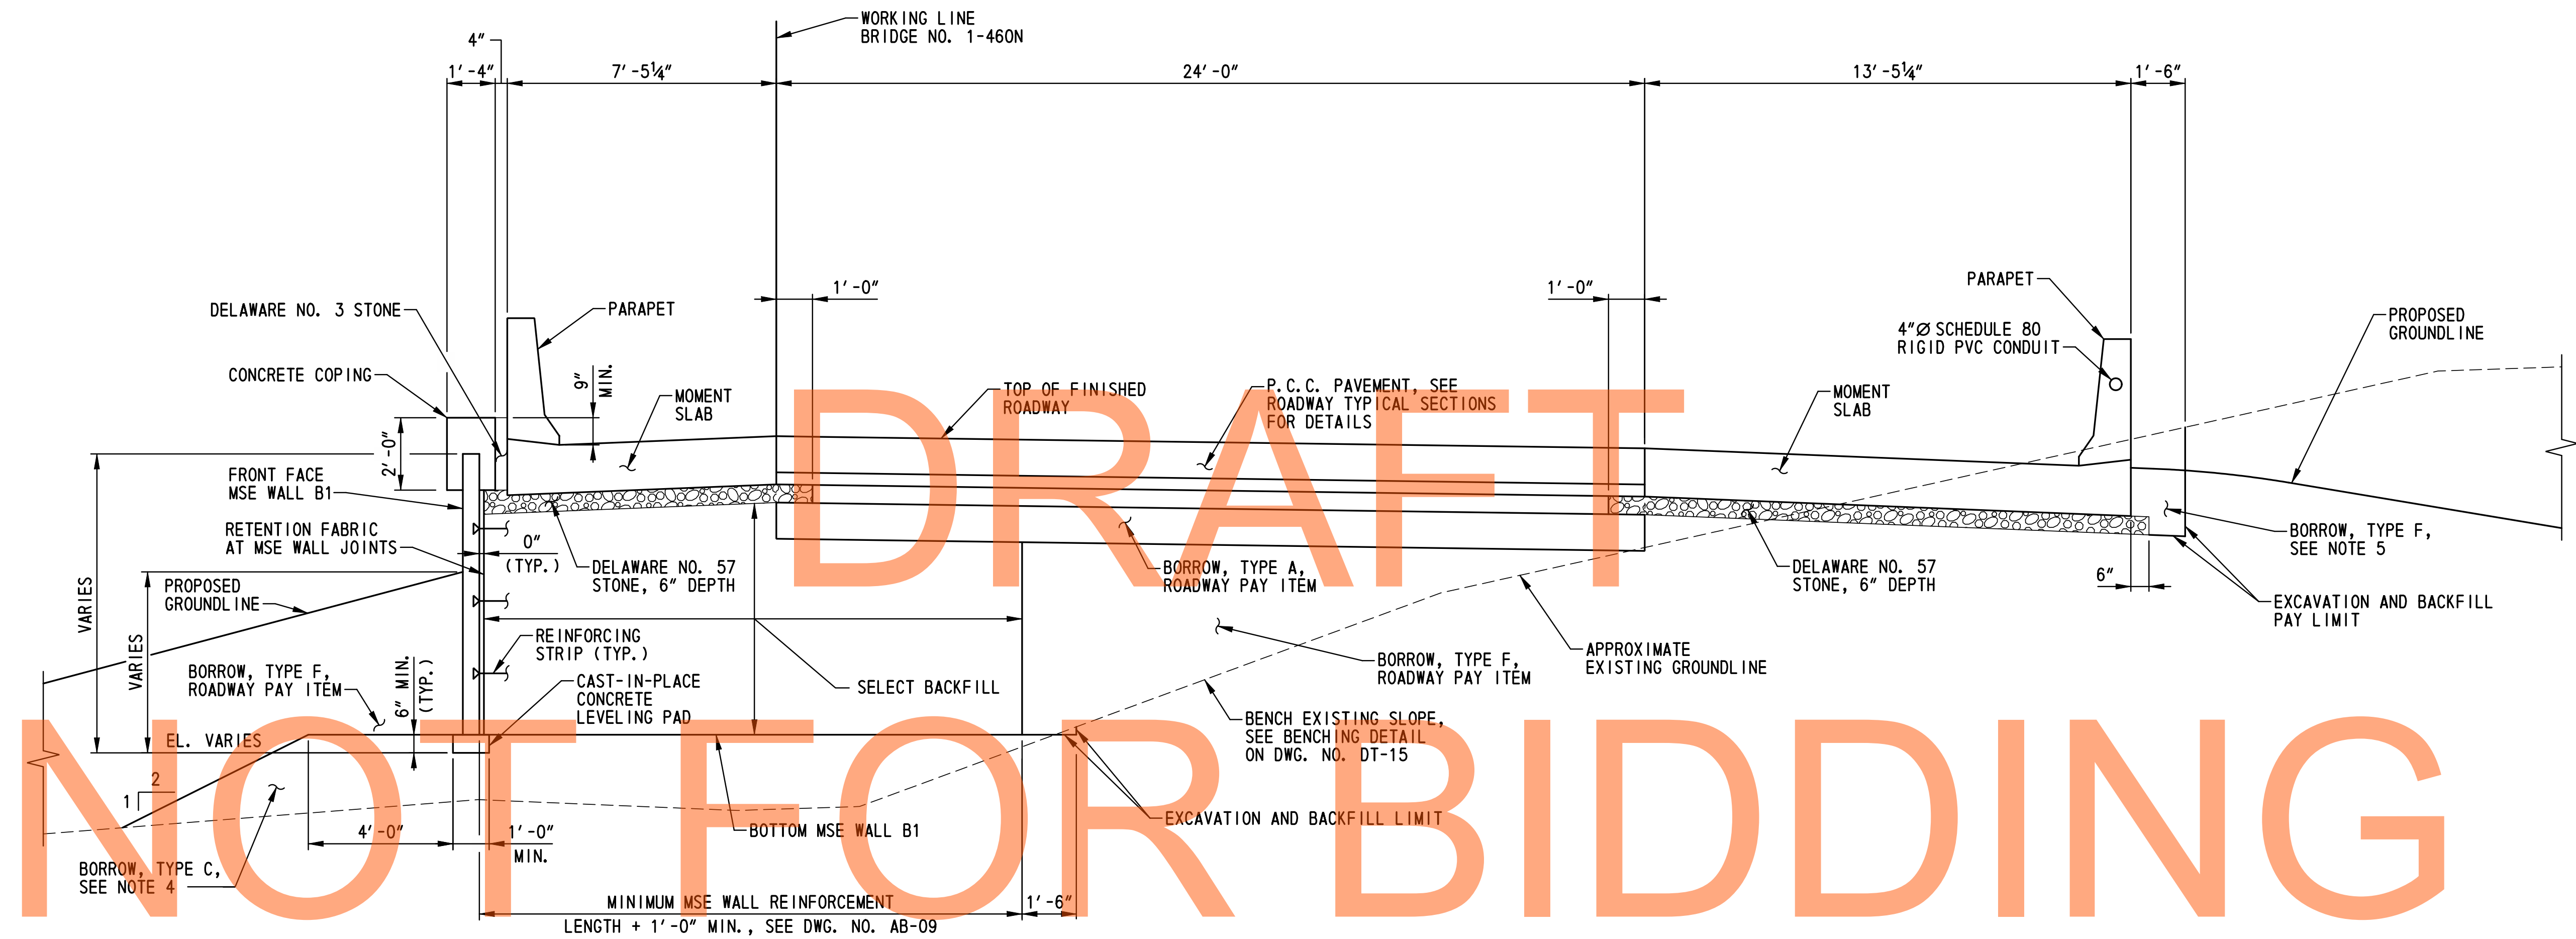 WORKING LINE
BRIDGE NO. 1-460N
4"
1'-4"
7'-5¼"
24'-0"
13'-5¼"
1'-6"
1'-0"
1'-0"
DELAWARE NO. 3 STONE
PARAPET
PARAPET
4"Ø SCHEDULE 80
RIGID PVC CONDUIT
PROPOSED
GROUNDLINE
CONCRETE COPING
9"
MIN.
MOMENT
SLAB
TOP OF FINISHED
ROADWAY
P.C.C. PAVEMENT, SEE
ROADWAY TYPICAL SECTIONS
FOR DETAILS
MOMENT
SLAB
2'-0"
FRONT FACE
MSE WALL B1
RETENTION FABRIC
AT MSE WALL JOINTS
0"
(TYP.)
DELAWARE NO. 57
STONE, 6" DEPTH
BORROW, TYPE A,
ROADWAY PAY ITEM
DELAWARE NO. 57
STONE, 6" DEPTH
BORROW, TYPE F,
SEE NOTE 5
6"
EXCAVATION AND BACKFILL
PAY LIMIT
VARIES
VARIES
PROPOSED
GROUNDLINE
REINFORCING
STRIP (TYP.)
BORROW, TYPE F,
ROADWAY PAY ITEM
6" MIN.
(TYP.)
CAST-IN-PLACE
CONCRETE
LEVELING PAD
SELECT BACKFILL
BORROW, TYPE F,
ROADWAY PAY ITEM
APPROXIMATE
EXISTING GROUNDLINE
BENCH EXISTING SLOPE,
SEE BENCHING DETAIL
ON DWG. NO. DT-15
EL. VARIES
2
1
4'-0"
1'-0"
MIN.
BOTTOM MSE WALL B1
EXCAVATION AND BACKFILL LIMIT
BORROW, TYPE C,
SEE NOTE 4
MINIMUM MSE WALL REINFORCEMENT
LENGTH + 1'-0" MIN., SEE DWG. NO. AB-09
1'-6"
DRAFT
NOT FOR BIDDING